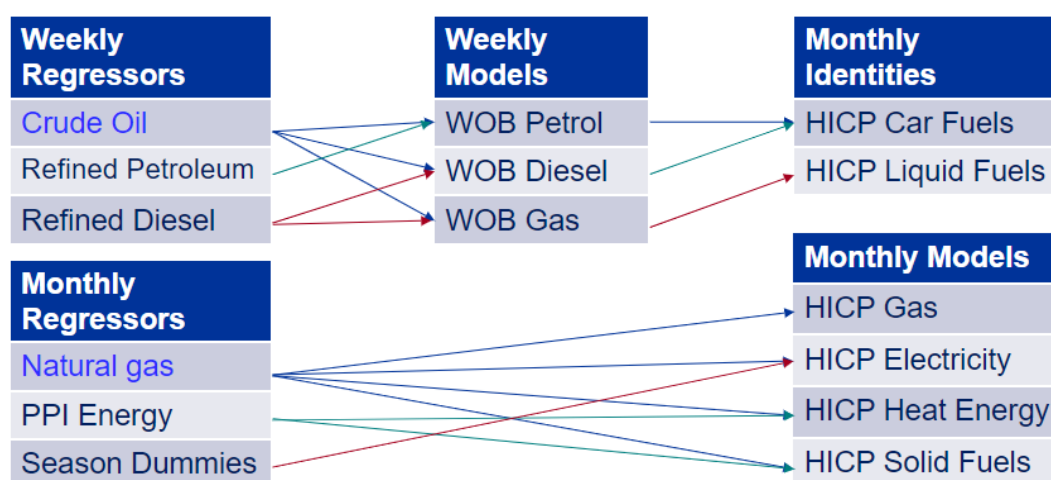 Weekly
Regressors
Crude Oil
Refined Petroleum
Refined Diesel
Weekly
Models
WOB Petrol
WOB Diesel
WOB Gas
Monthly
Identities
HICP Car Fuels
HICP Liquid Fuels
Monthly
Regressors
Natural gas
PPI Energy
Season Dummies
Monthly Models
HICP Gas
HICP Electricity
HICP Heat Energy
HICP Solid Fuels